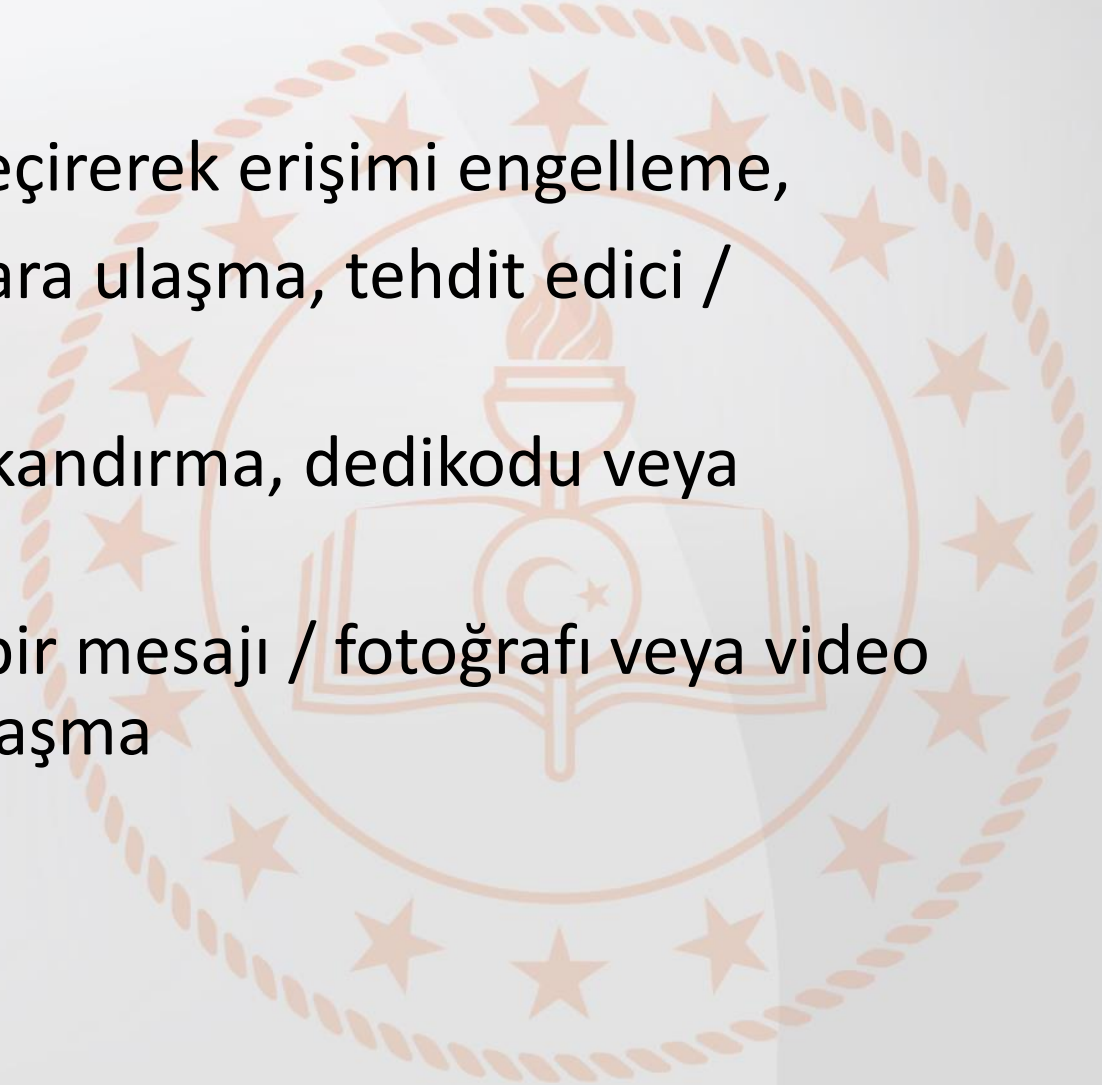 eçirerek erişimi engelleme,
ara ulaşma, tehdit edici /
kandırma, dedikodu veya
bir mesajı / fotoğrafı veya video
aşma